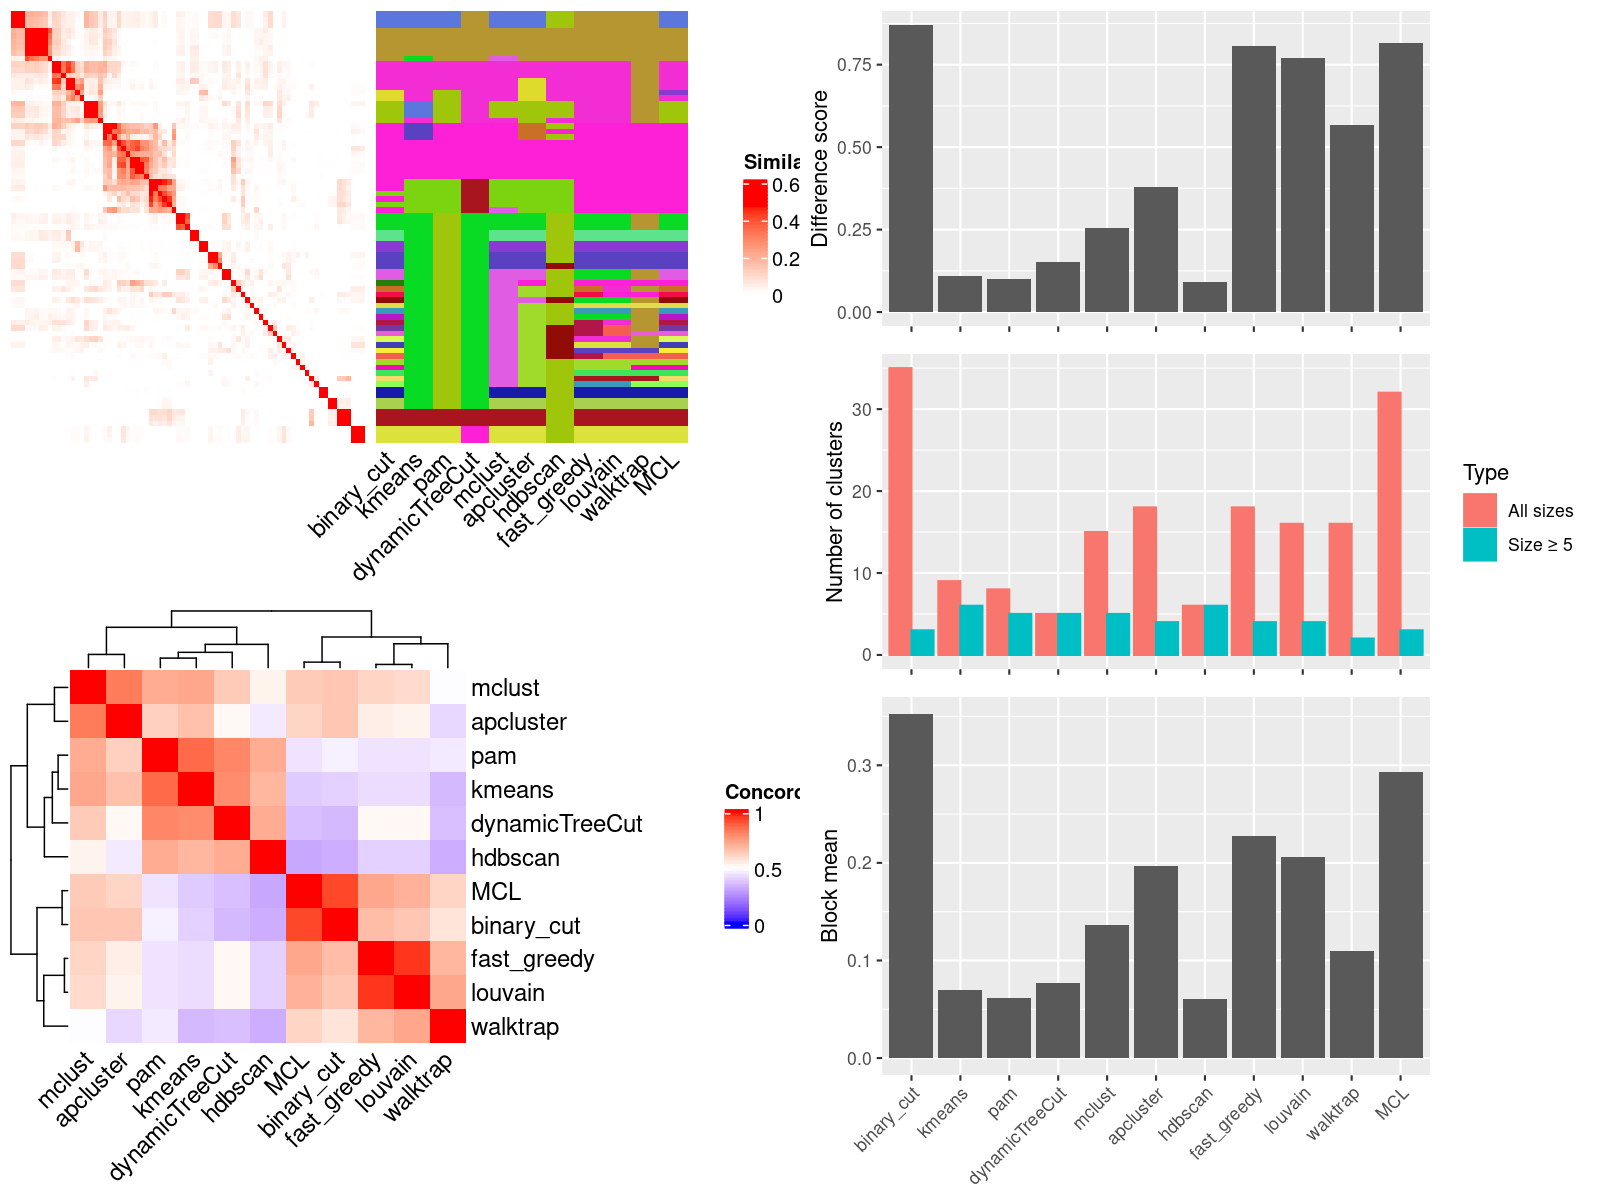 Simila
0.6
0.4
0.2
0
binary_cut
kmeans
pam
dynamicTreeCut
mclust
apcluster
hdbscan
fast_greedy
louvain
walktrap
MCL
mclust
apcluster
pam
kmeans
dynamicTreeCut
hdbscan
MCL
binary_cut
fast_greedy
louvain
walktrap
Concord
1
0.5
0
mclust
apcluster
pam
kmeans
dynamicTreeCut
hdbscan
MCL
binary_cut
fast_greedy
louvain
walktrap
Difference score
0.75
0.50
0.25
0.00
Number of clusters
30
20
10
0
Type
All sizes
Size ≥ 5
Block mean
0.3
0.2
0.1
0.0
binary_cut
kmeans
pam
dynamicTreeCut
mclust
apcluster
hdbscan
fast_greedy
louvain
walktrap
MCL